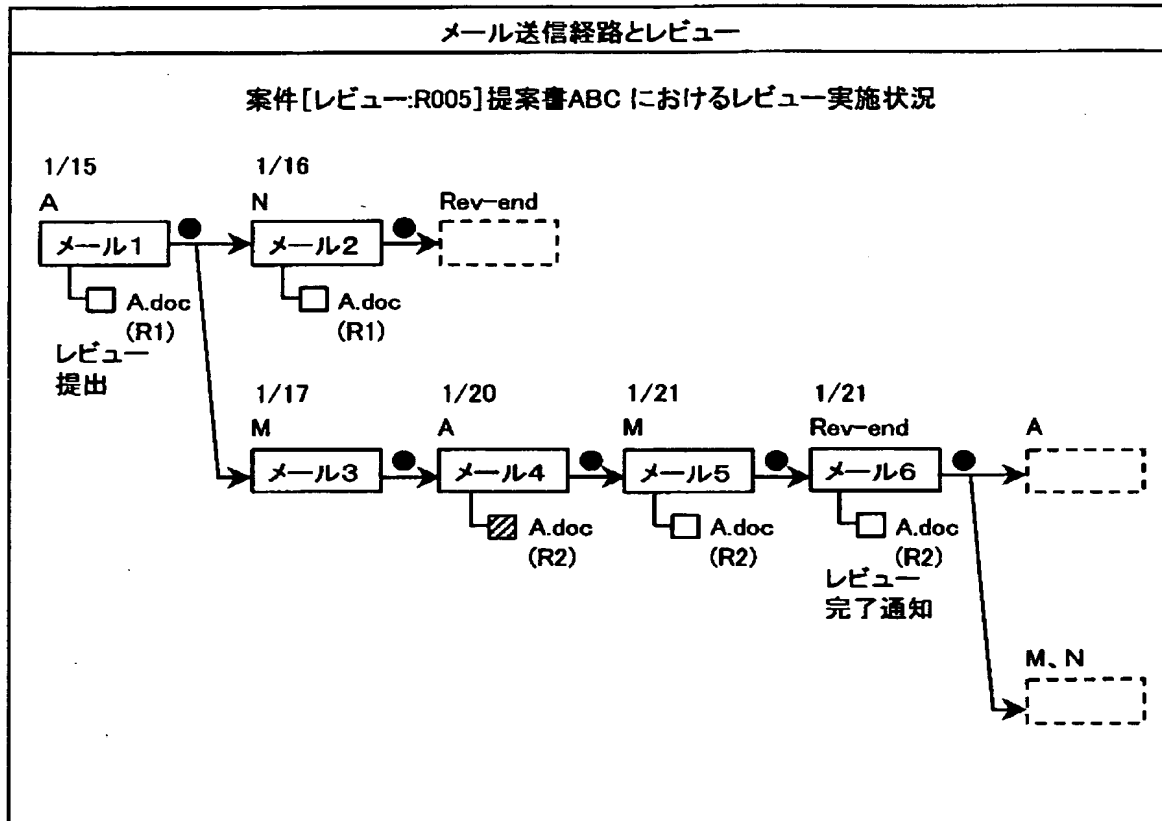 メール送信経路とレビュー
案件[レビュー:R005]提案書ABC におけるレビュー実施状況
1/15
A
メール1
A.doc
(R1)
レビュー
提出
1/16
N
メール2
A.doc
(R1)
Rev-end
1/17
M
メール3
1/20
A
メール4
A.doc
(R2)
1/21
M
メール5
A.doc
(R2)
1/21
Rev-end
メール6
A.doc
(R2)
レビュー
完了通知
A
M、N